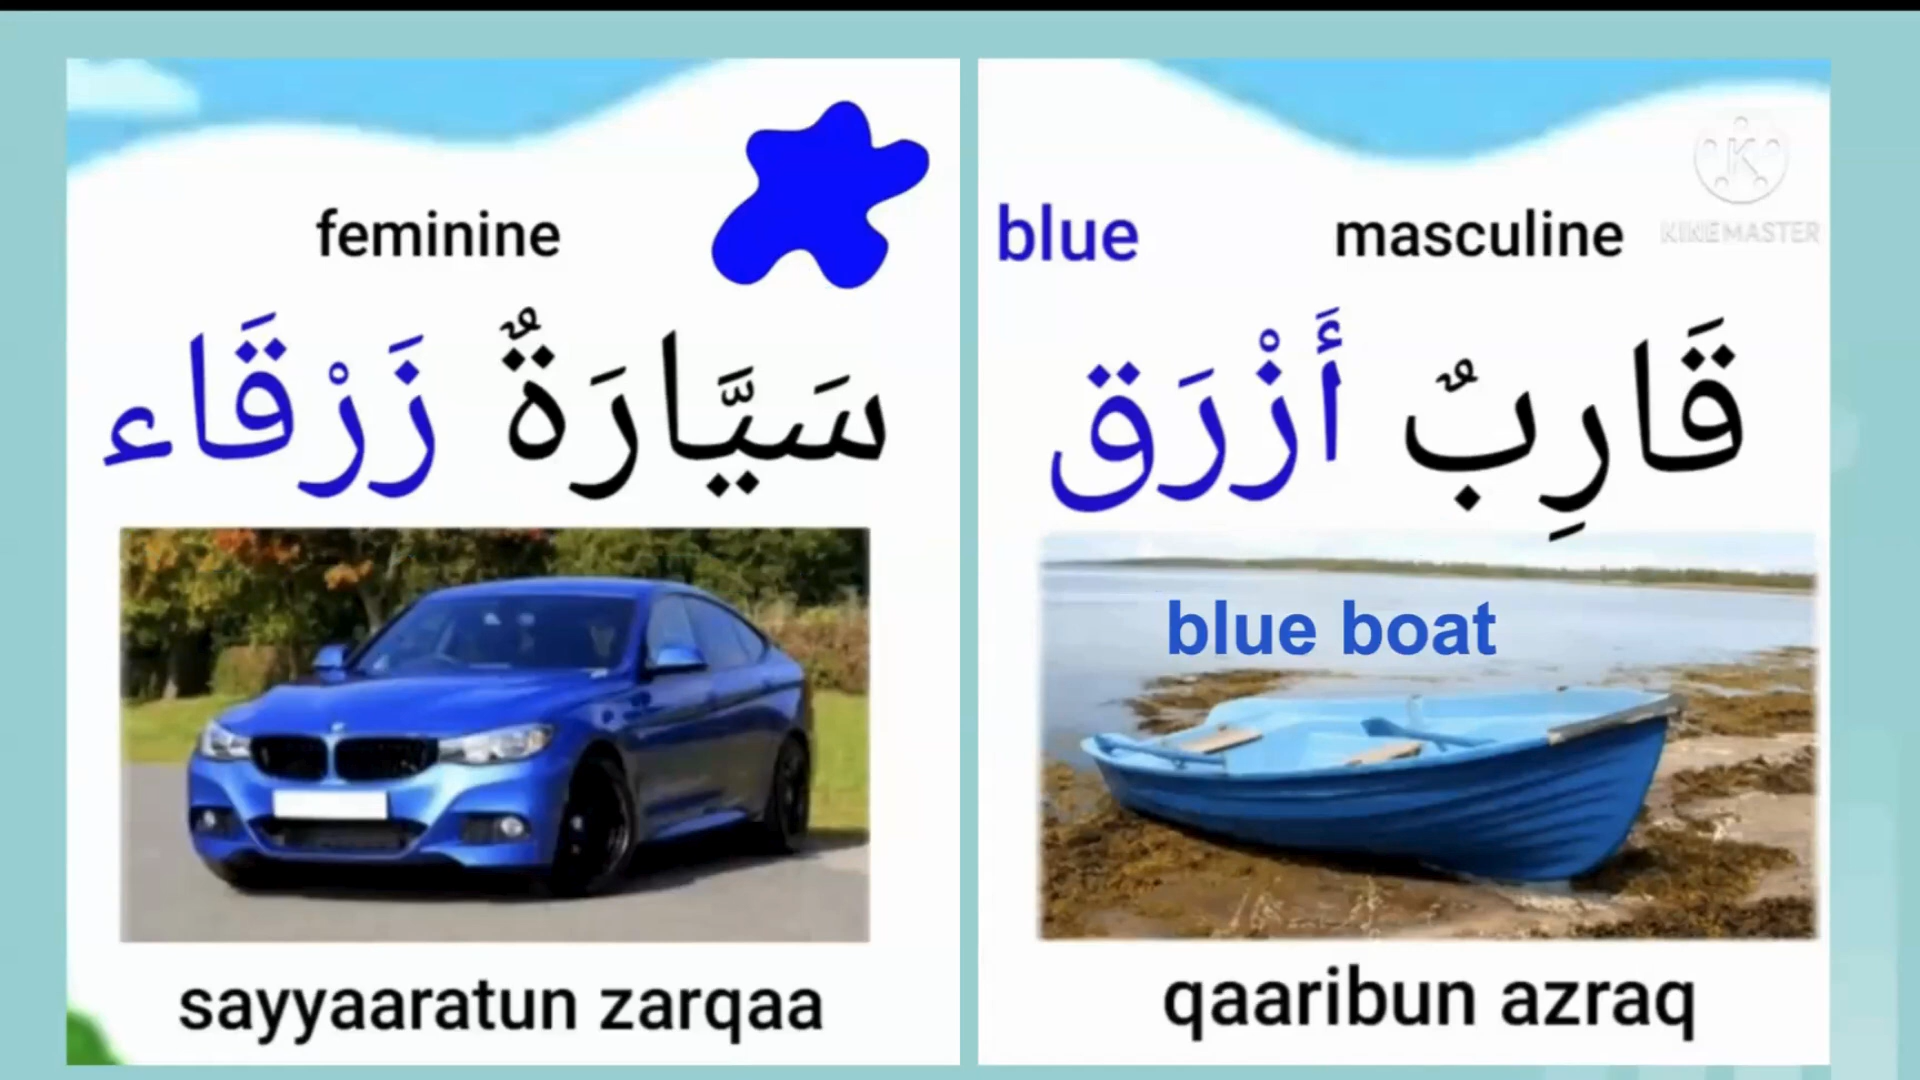 feminine
سَيَّارَةٌ زَرْقَاء
sayyaaratun zarqaa
blue
masculine
KINEMASTER
قَارِبٌ أَزْرَق
blue boat
qaaribun azraq